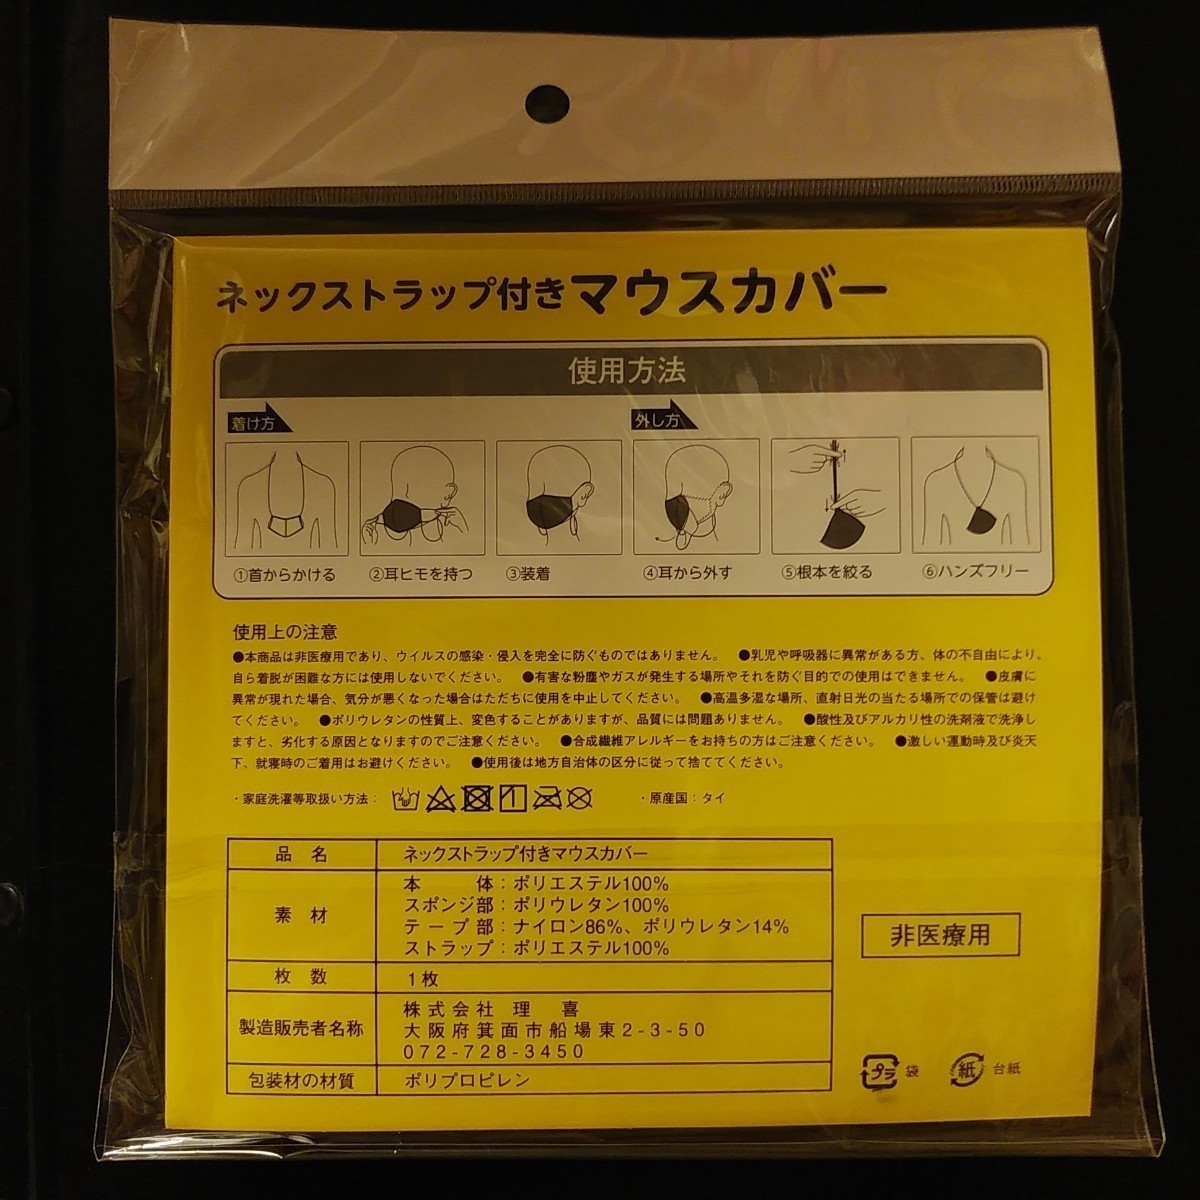 ネックストラップ付きマウスカバー
使用方法
着け方
外し方
①首からかける
②耳ヒモを持つ
③装着
④耳から外す
⑤根本を絞る
⑥ハンズフリー
使用上の注意
●本商品は非医療用であり、ウイルスの感染・侵入を完全に防ぐものではありません。 ●乳児や呼吸器に異常がある方、体の不自由により、
自ら着脱が困難な方には使用しないでください。 ●有害な粉塵やガスが発生する場所やそれを防ぐ目的での使用はできません。 ●皮膚に
異常が現れた場合、気分が悪くなった場合はただちに使用を中止してください。 ●高温多湿な場所、直射日光の当たる場所での保管は避け
てください。 ●ポリウレタンの性質上、変色することがありますが、品質には問題ありません。 ●酸性及びアルカリ性の洗剤液で洗浄し
ますと、劣化する原因となりますのでご注意ください。 ●合成繊維アレルギーをお持ちの方はご注意ください。 ●激しい運動時及び炎天
下、就寝時のご着用はお避けください。 ●使用後は地方自治体の区分に従って捨ててください。
・家庭洗濯等取扱い方法： ・原産国：タイ
品 名 ネックストラップ付きマウスカバー
素 材 本 体：ポリエステル100%
スポンジ部：ポリウレタン100%
テープ部：ナイロン86%、ポリウレタン14%
ストラップ：ポリエステル100%
枚 数 1枚
製造販売者名称 株式会社 理 喜
大阪府箕面市船場東2-3-50
072-728-3450
包装材の材質 ポリプロピレン
非医療用
プラ 袋
紙 台紙